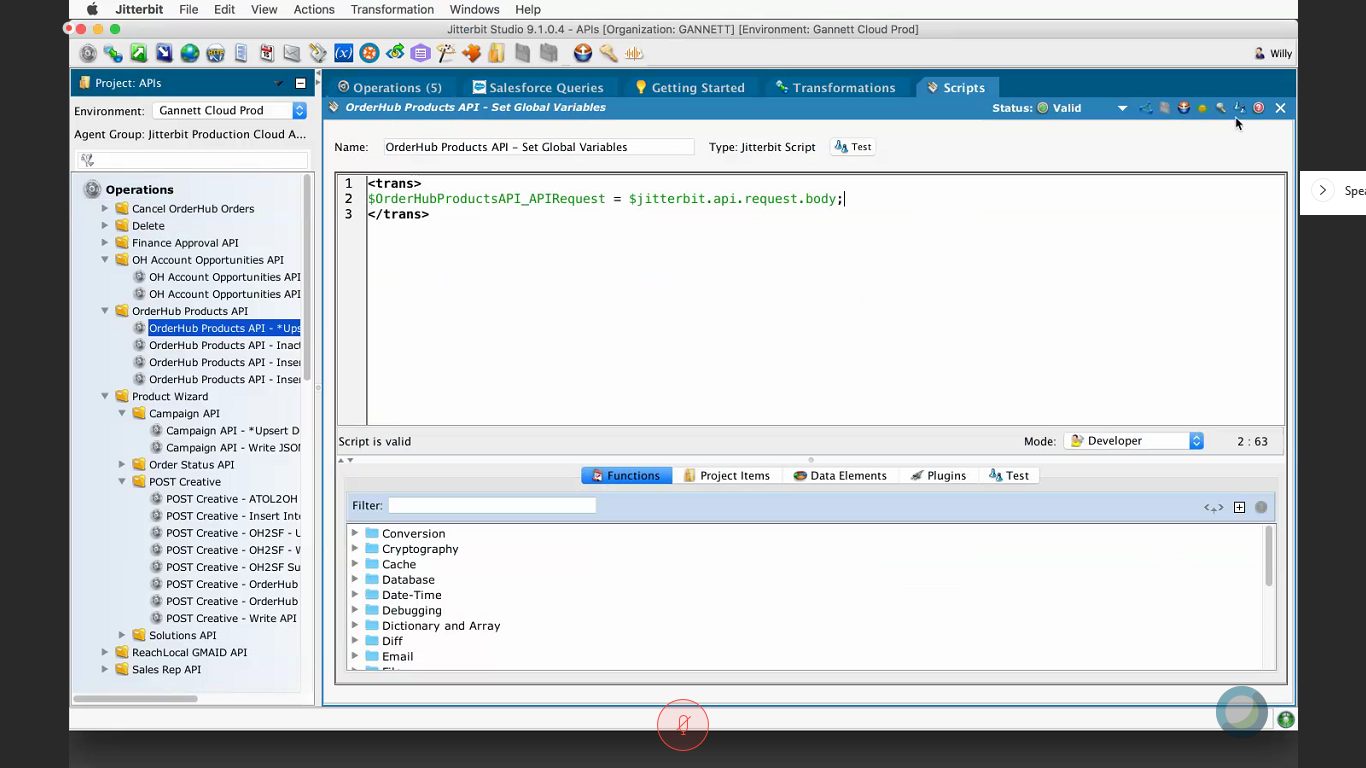 Jitterbit File Edit View Actions Transformation Windows Help
Jitterbit Studio 9.1.0.4 - APIs [Organization: GANNETT] [Environment: Gannett Cloud Prod]
Willy
Project: APIs
Environment: Gannett Cloud Prod
Agent Group: Jitterbit Production Cloud A...
Operations
Cancel OrderHub Orders
Delete
Finance Approval API
OH Account Opportunities API
OH Account Opportunities API
OH Account Opportunities API
OrderHub Products API
OrderHub Products API - *Ups
OrderHub Products API - Inac
OrderHub Products API - Inser
OrderHub Products API - Inser
Product Wizard
Campaign API
Campaign API - *Upsert D
Campaign API - Write JSO
Order Status API
POST Creative
POST Creative - ATOL2OH
POST Creative - Insert Int
POST Creative - OH2SF - U
POST Creative - OH2SF - W
POST Creative - OH2SF Su
POST Creative - OrderHub
POST Creative - OrderHub
POST Creative - Write API
Solutions API
ReachLocal GMAID API
Sales Rep API
Operations (5) Salesforce Queries Getting Started Transformations Scripts
OrderHub Products API - Set Global Variables Status: Valid
Name: OrderHub Products API - Set Global Variables Type: Jitterbit Script Test
1 <trans>
2 $OrderHubProductsAPI_APIRequest = $jitterbit.api.request.body;
3 </trans>
Script is valid Mode: Developer 2 : 63
Functions Project Items Data Elements Plugins Test
Filter:
Conversion
Cryptography
Cache
Database
Date-Time
Debugging
Dictionary and Array
Diff
Email
Spea